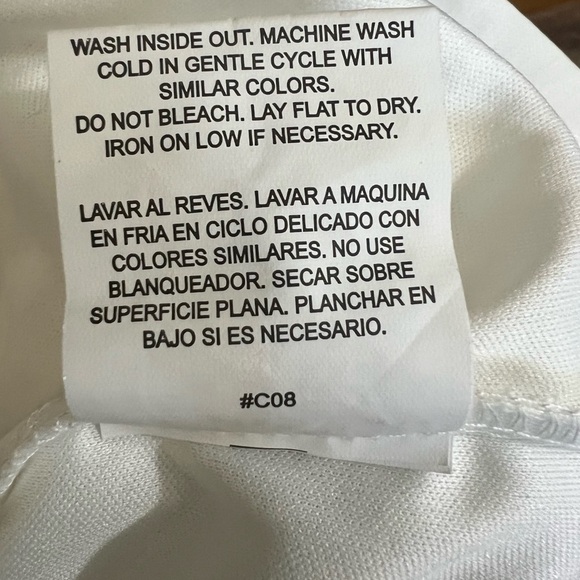 WASH INSIDE OUT. MACHINE WASH
COLD IN GENTLE CYCLE WITH
SIMILAR COLORS.
DO NOT BLEACH. LAY FLAT TO DRY.
IRON ON LOW IF NECESSARY.
LAVAR AL REVES. LAVAR A MAQUINA
EN FRIA EN CICLO DELICADO CON
COLORES SIMILARES. NO USE
BLANQUEADOR. SECAR SOBRE
SUPERFICIE PLANA. PLANCHAR EN
BAJO SI ES NECESARIO.
#C08